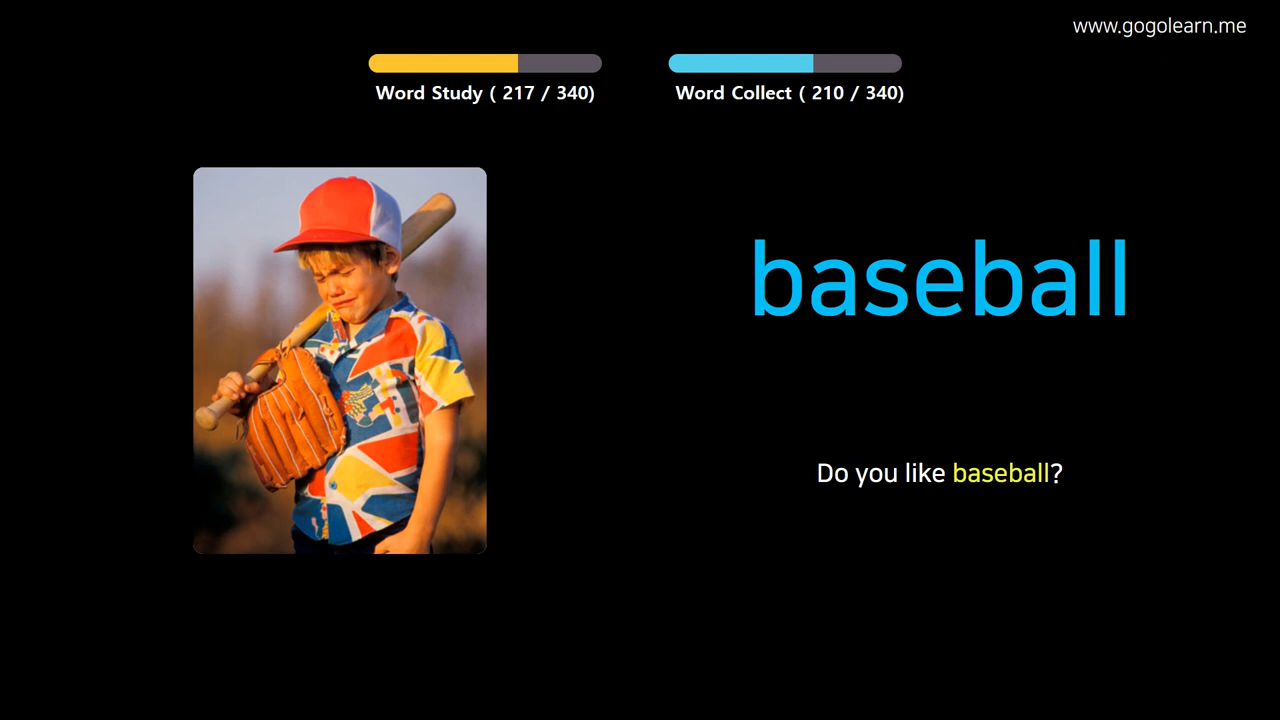 www.gogolearn.me
Word Study ( 217 / 340)
Word Collect ( 210 / 340)
baseball
Do you like baseball?